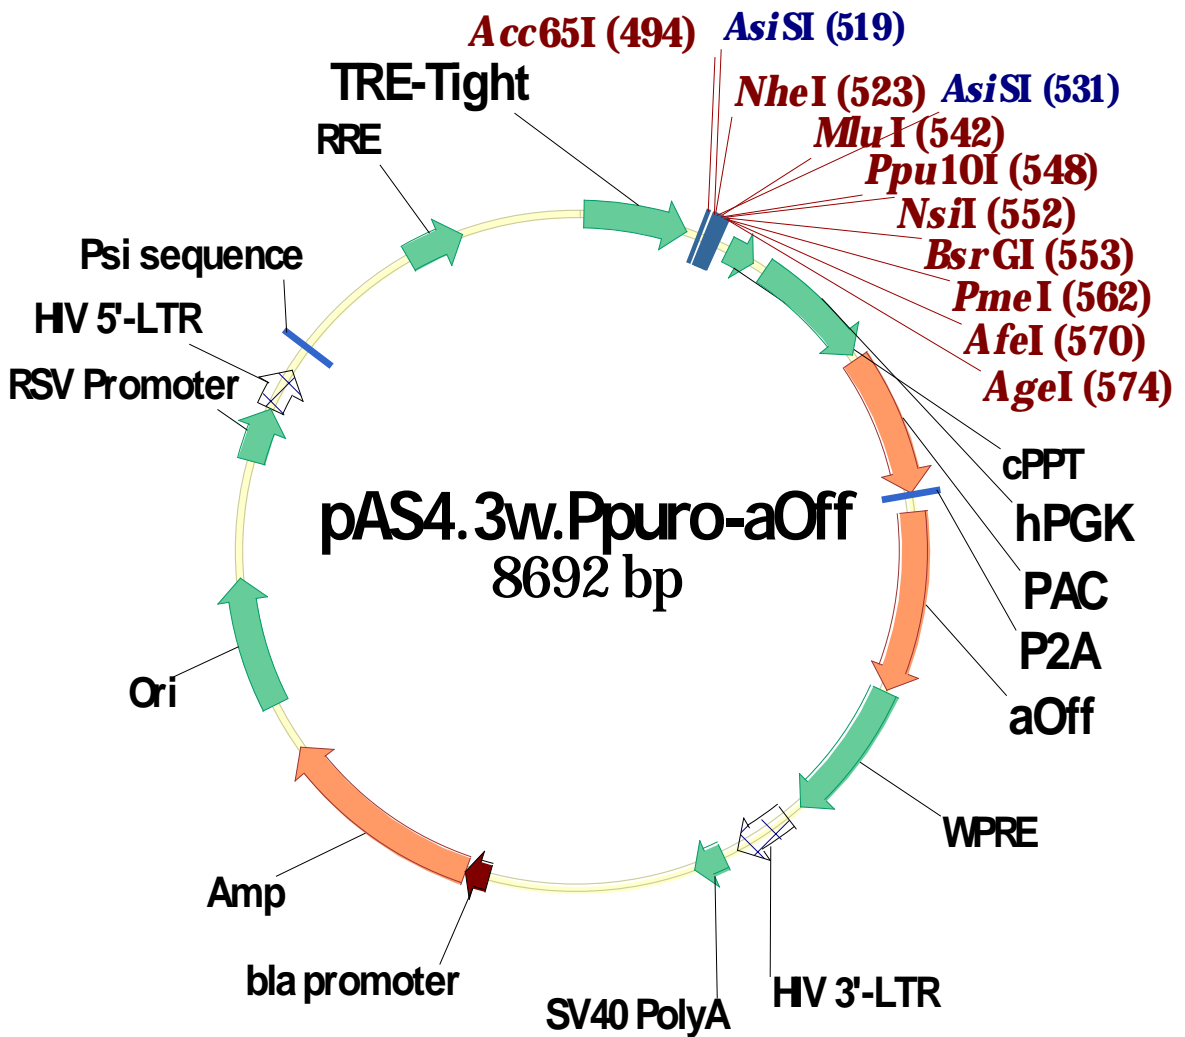 Acc65I (494)
AsiSI (519)
TRE-Tight
NheI (523)
AsiSI (531)
RRE
MluI (542)
Ppu10I (548)
NsiI (552)
Psi sequence
BsrGI (553)
PmeI (562)
HIV 5'-LTR
AfeI (570)
RSV Promoter
AgeI (574)
cPPT
pAS4.3w.Ppuro-aOff
hPGK
8692 bp
PAC
P2A
Ori
aOff
WPRE
Amp
bla promoter
HIV 3'-LTR
SV40 PolyA